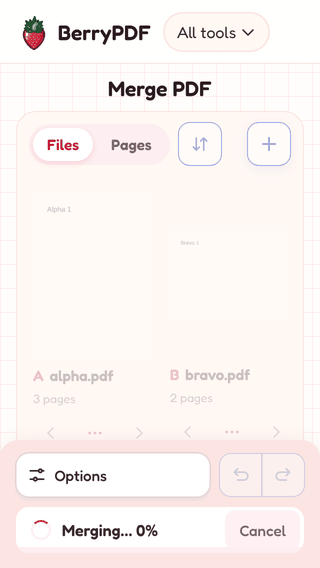 BerryPDF All tools
Merge PDF
Files Pages
Alpha 1
Bravo 1
A alpha.pdf B bravo.pdf
3 pages 2 pages
Options
Merging... 0% Cancel